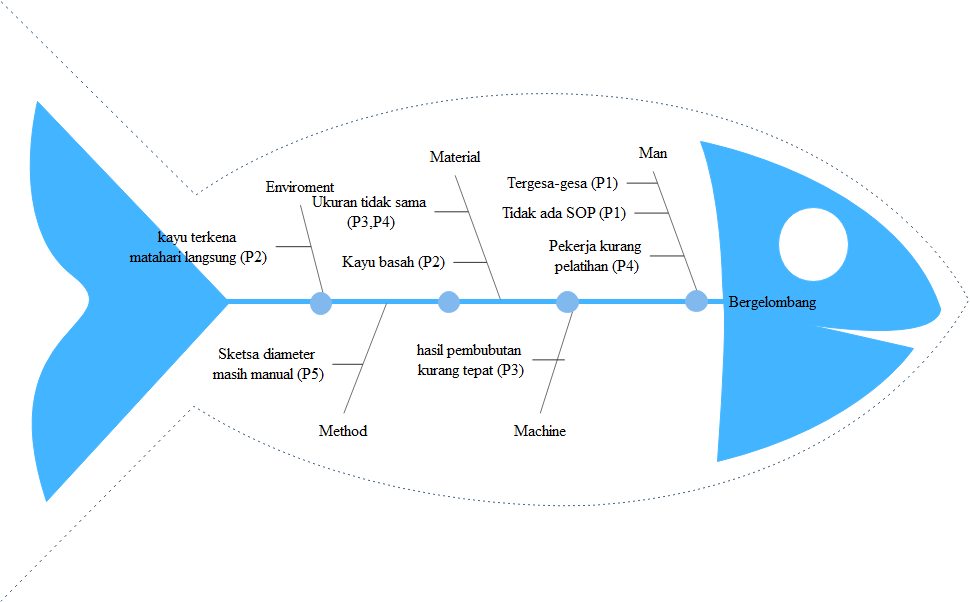 Man
Material
Tergesa-gesa (P1)
Enviroment
Ukuran tidak sama
(P3,P4)
Tidak ada SOP (P1)
kayu terkena
matahari langsung (P2)
Kayu basah (P2)
Pekerja kurang
pelatihan (P4)
Bergelombang
Sketsa diameter
masih manual (P5)
hasil pembubutan
kurang tepat (P3)
Method
Machine